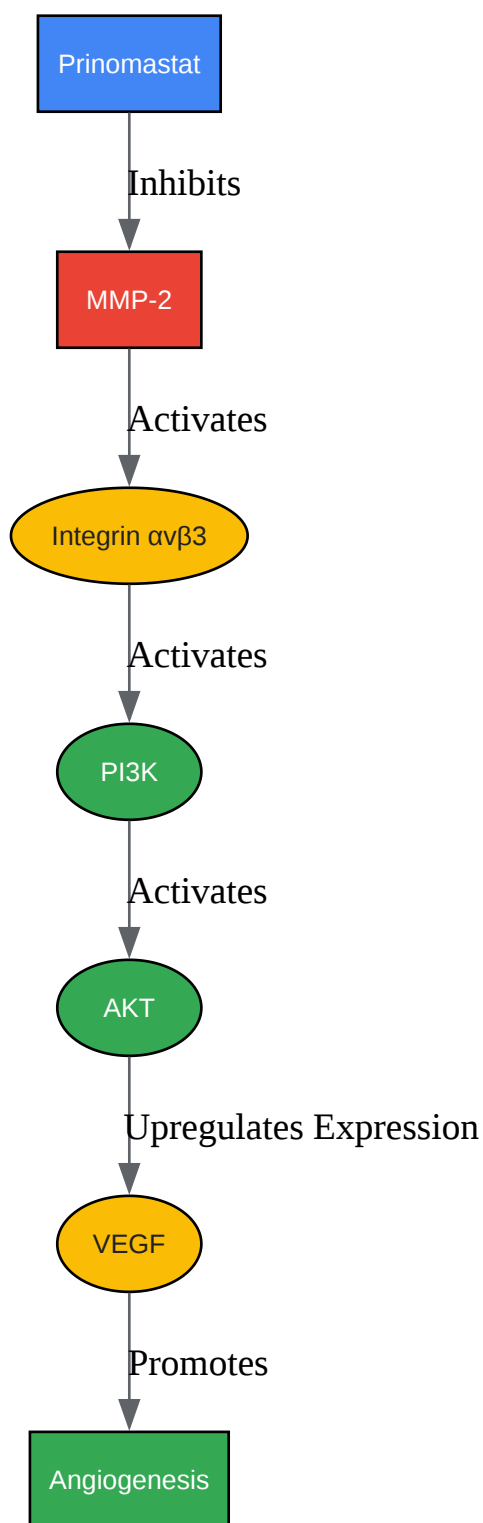 Prinomastat
Inhibits
MMP-2
Activates
Integrin αvβ3
Activates
PI3K
Activates
AKT
Upregulates Expression
VEGF
Promotes
Angiogenesis